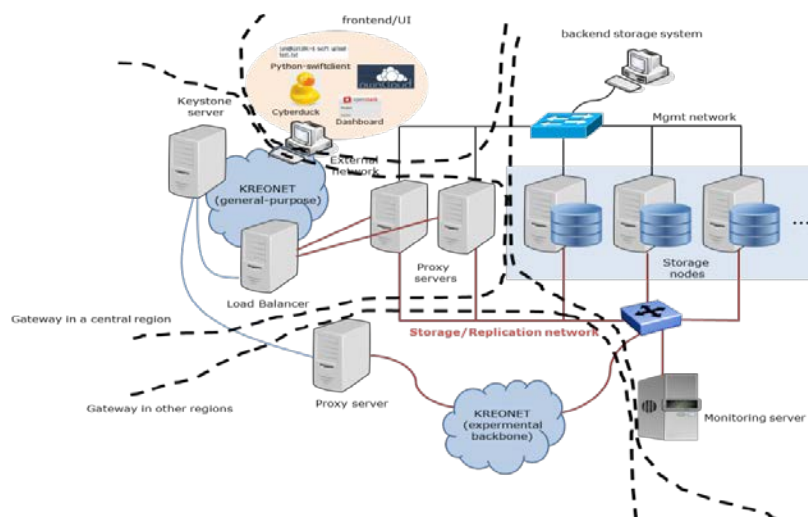 frontend/UI
backend storage system
Python-swiftclient
owncloud
Keystone
server
Cyberduck
Dashboard
Mgmt network
External
network
KREONET
(general-purpose)
...
Proxy
servers
Storage
nodes
Load Balancer
Gateway in a central region
Storage/Replication network
Proxy server
Gateway in other regions
KREONET
(expermental
backbone)
Monitoring server